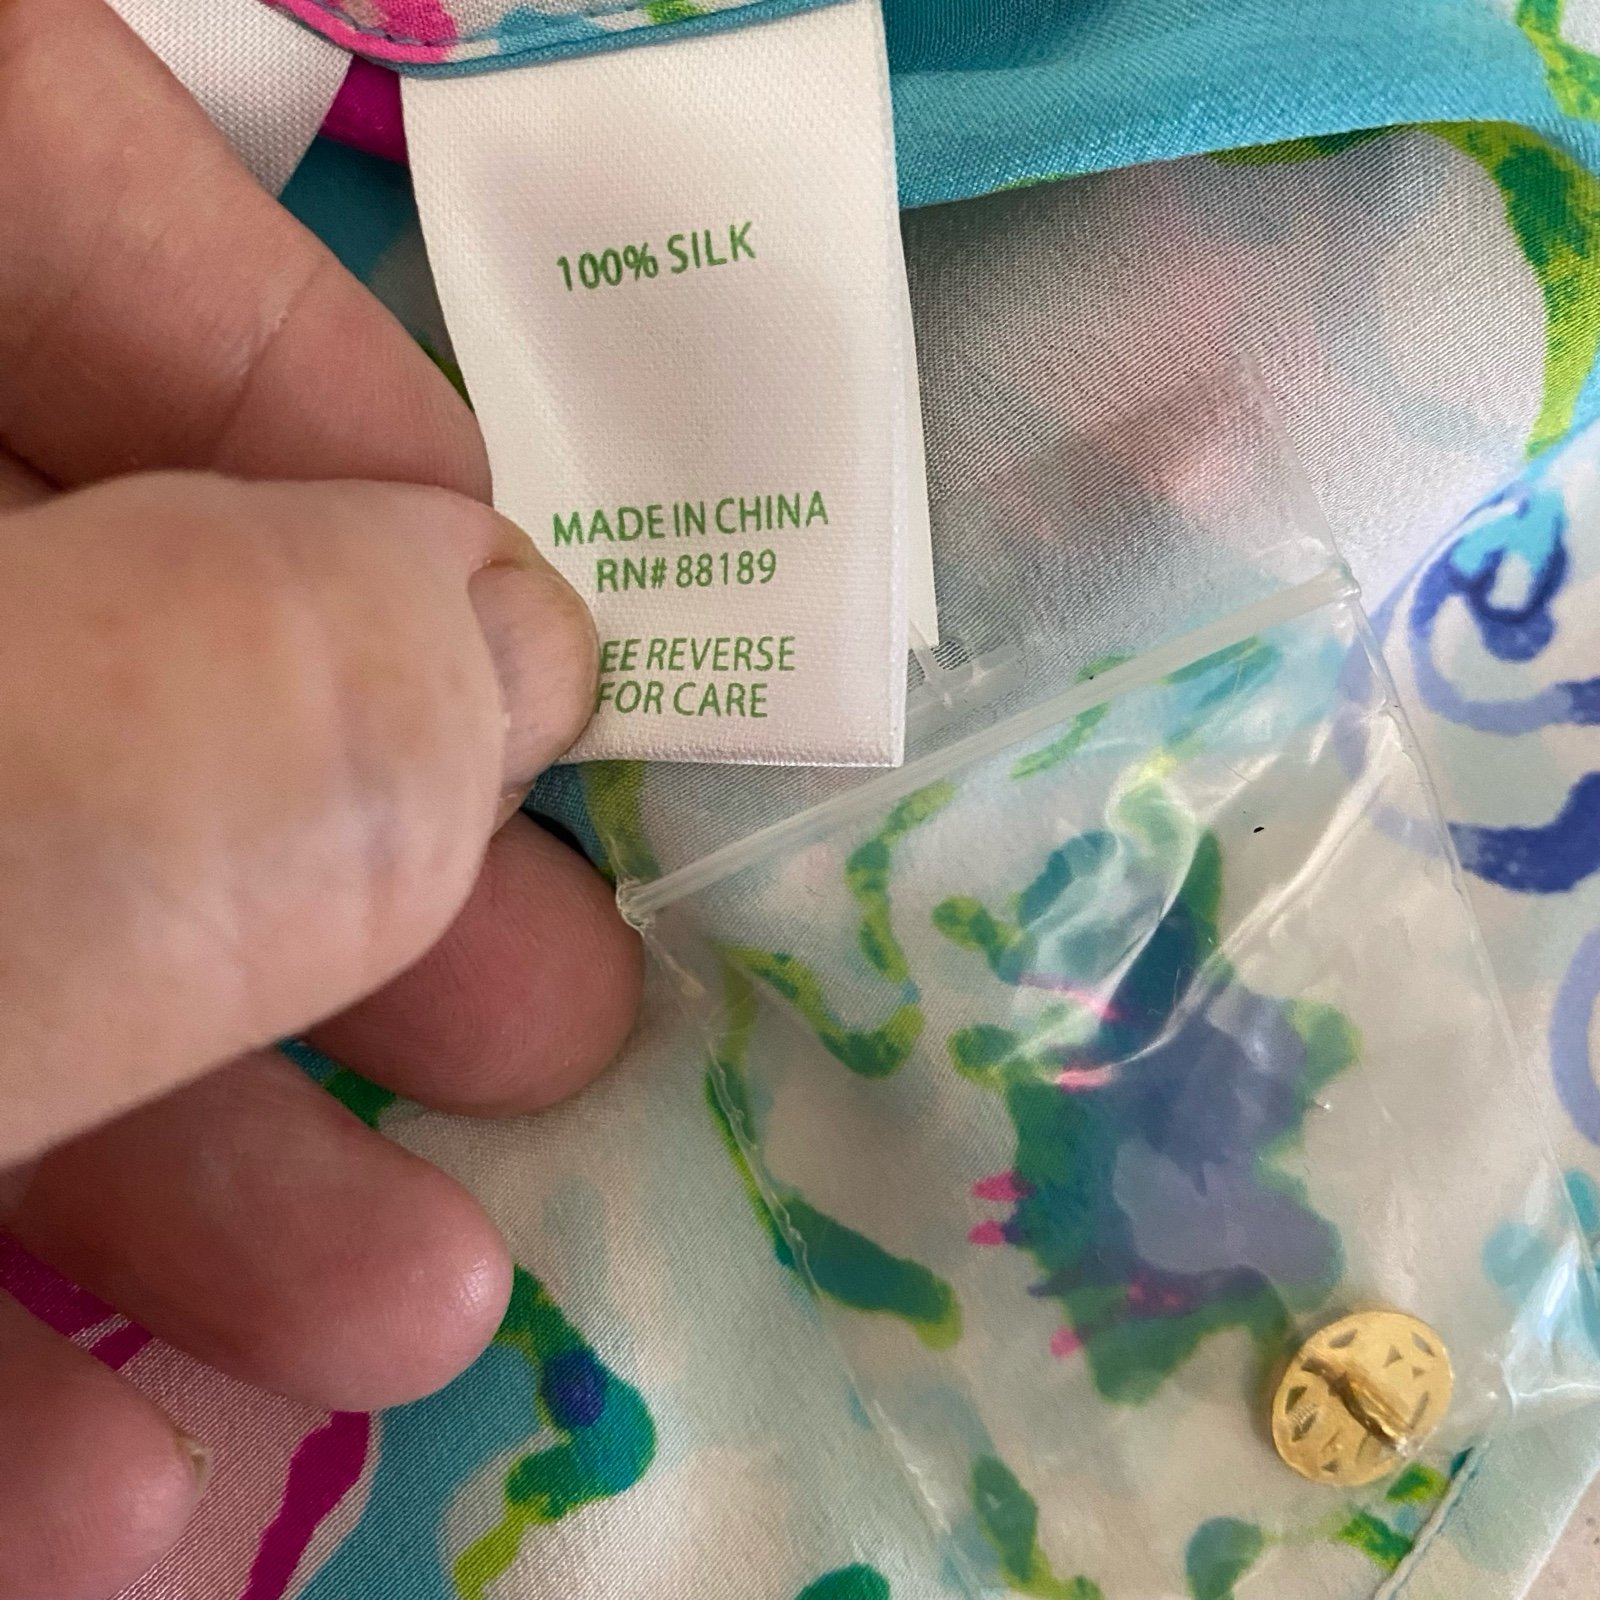 100% SILK
MADE IN CHINA
RN# 88189
EE REVERSE
FOR CARE